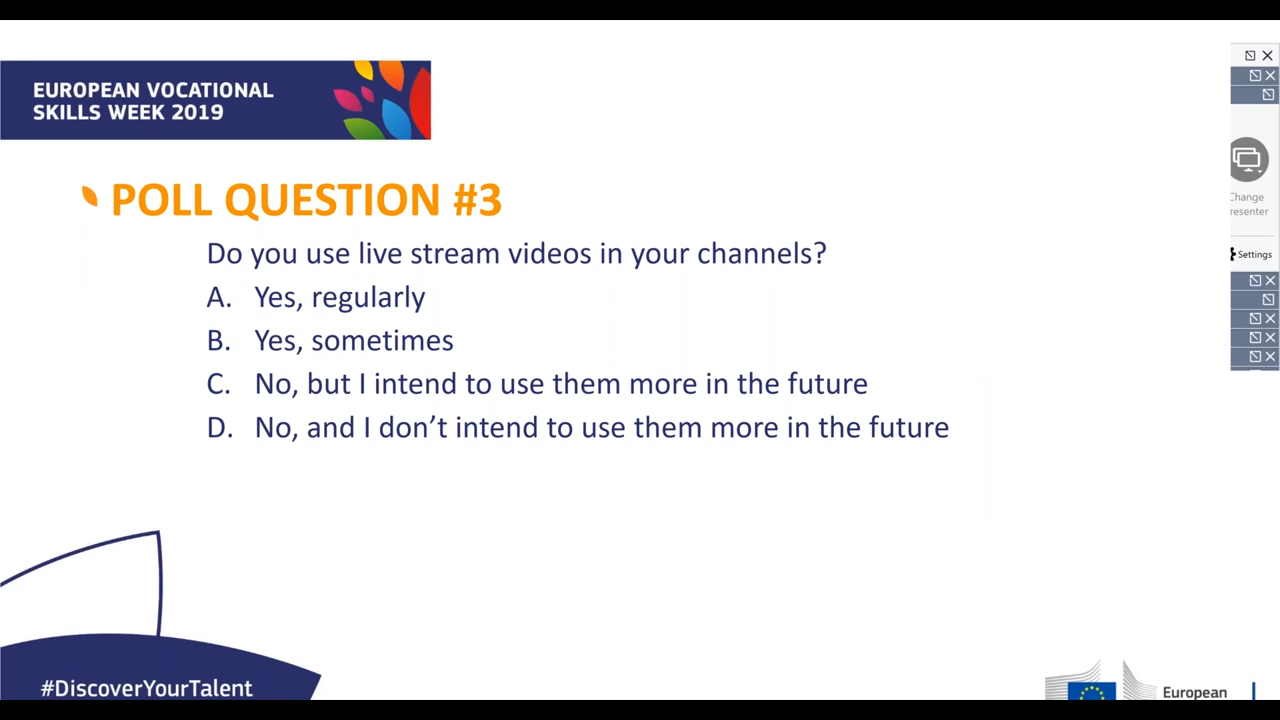 EUROPEAN VOCATIONAL
SKILLS WEEK 2019
POLL QUESTION #3
Do you use live stream videos in your channels?
A. Yes, regularly
B. Yes, sometimes
C. No, but I intend to use them more in the future
D. No, and I don’t intend to use them more in the future
Change
resenter
Settings
#DiscoverYourTalent
European